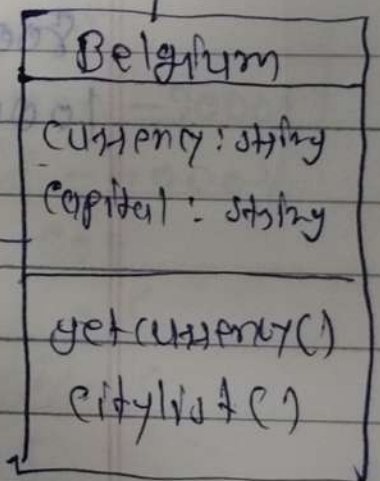 Belgium
currency: string
capital: string
getcurrency()
citylist()